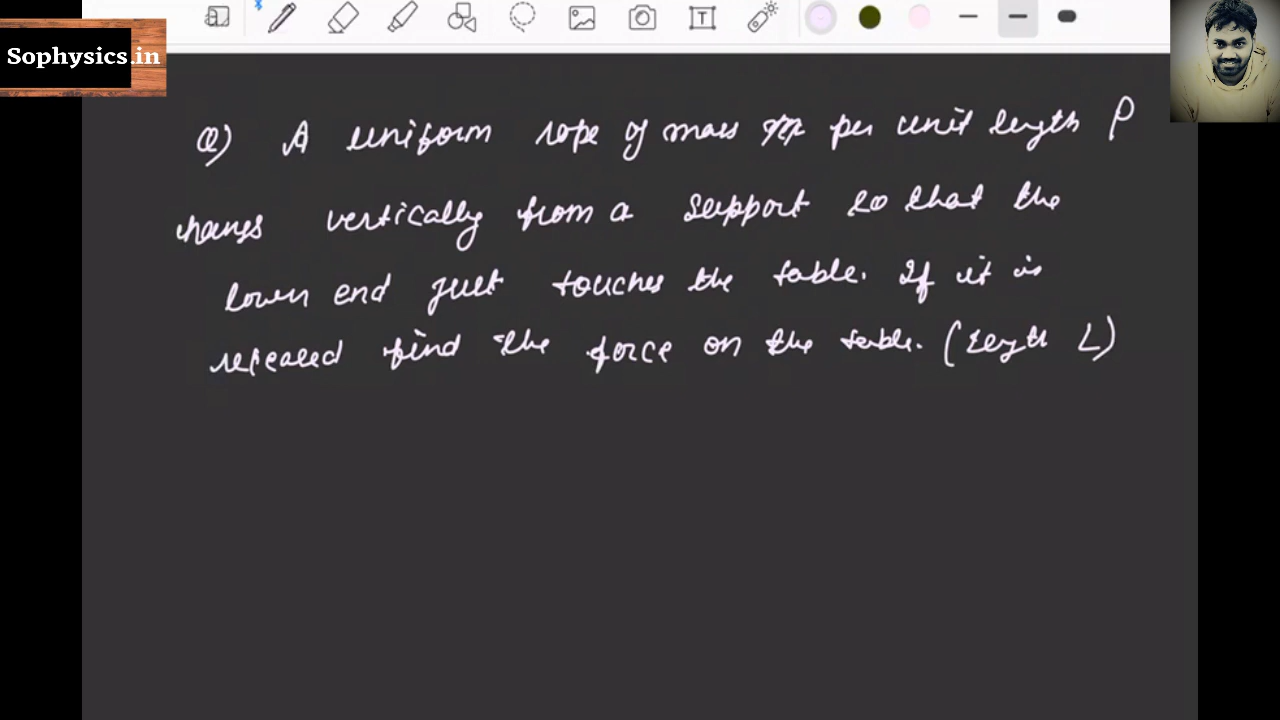 Sophysics.in
T
Q) A uniform rope of mass per unit length ρ
hangs vertically from a support so that the
lower end just touches the table. If it is
released find the force on the table. (Length L)